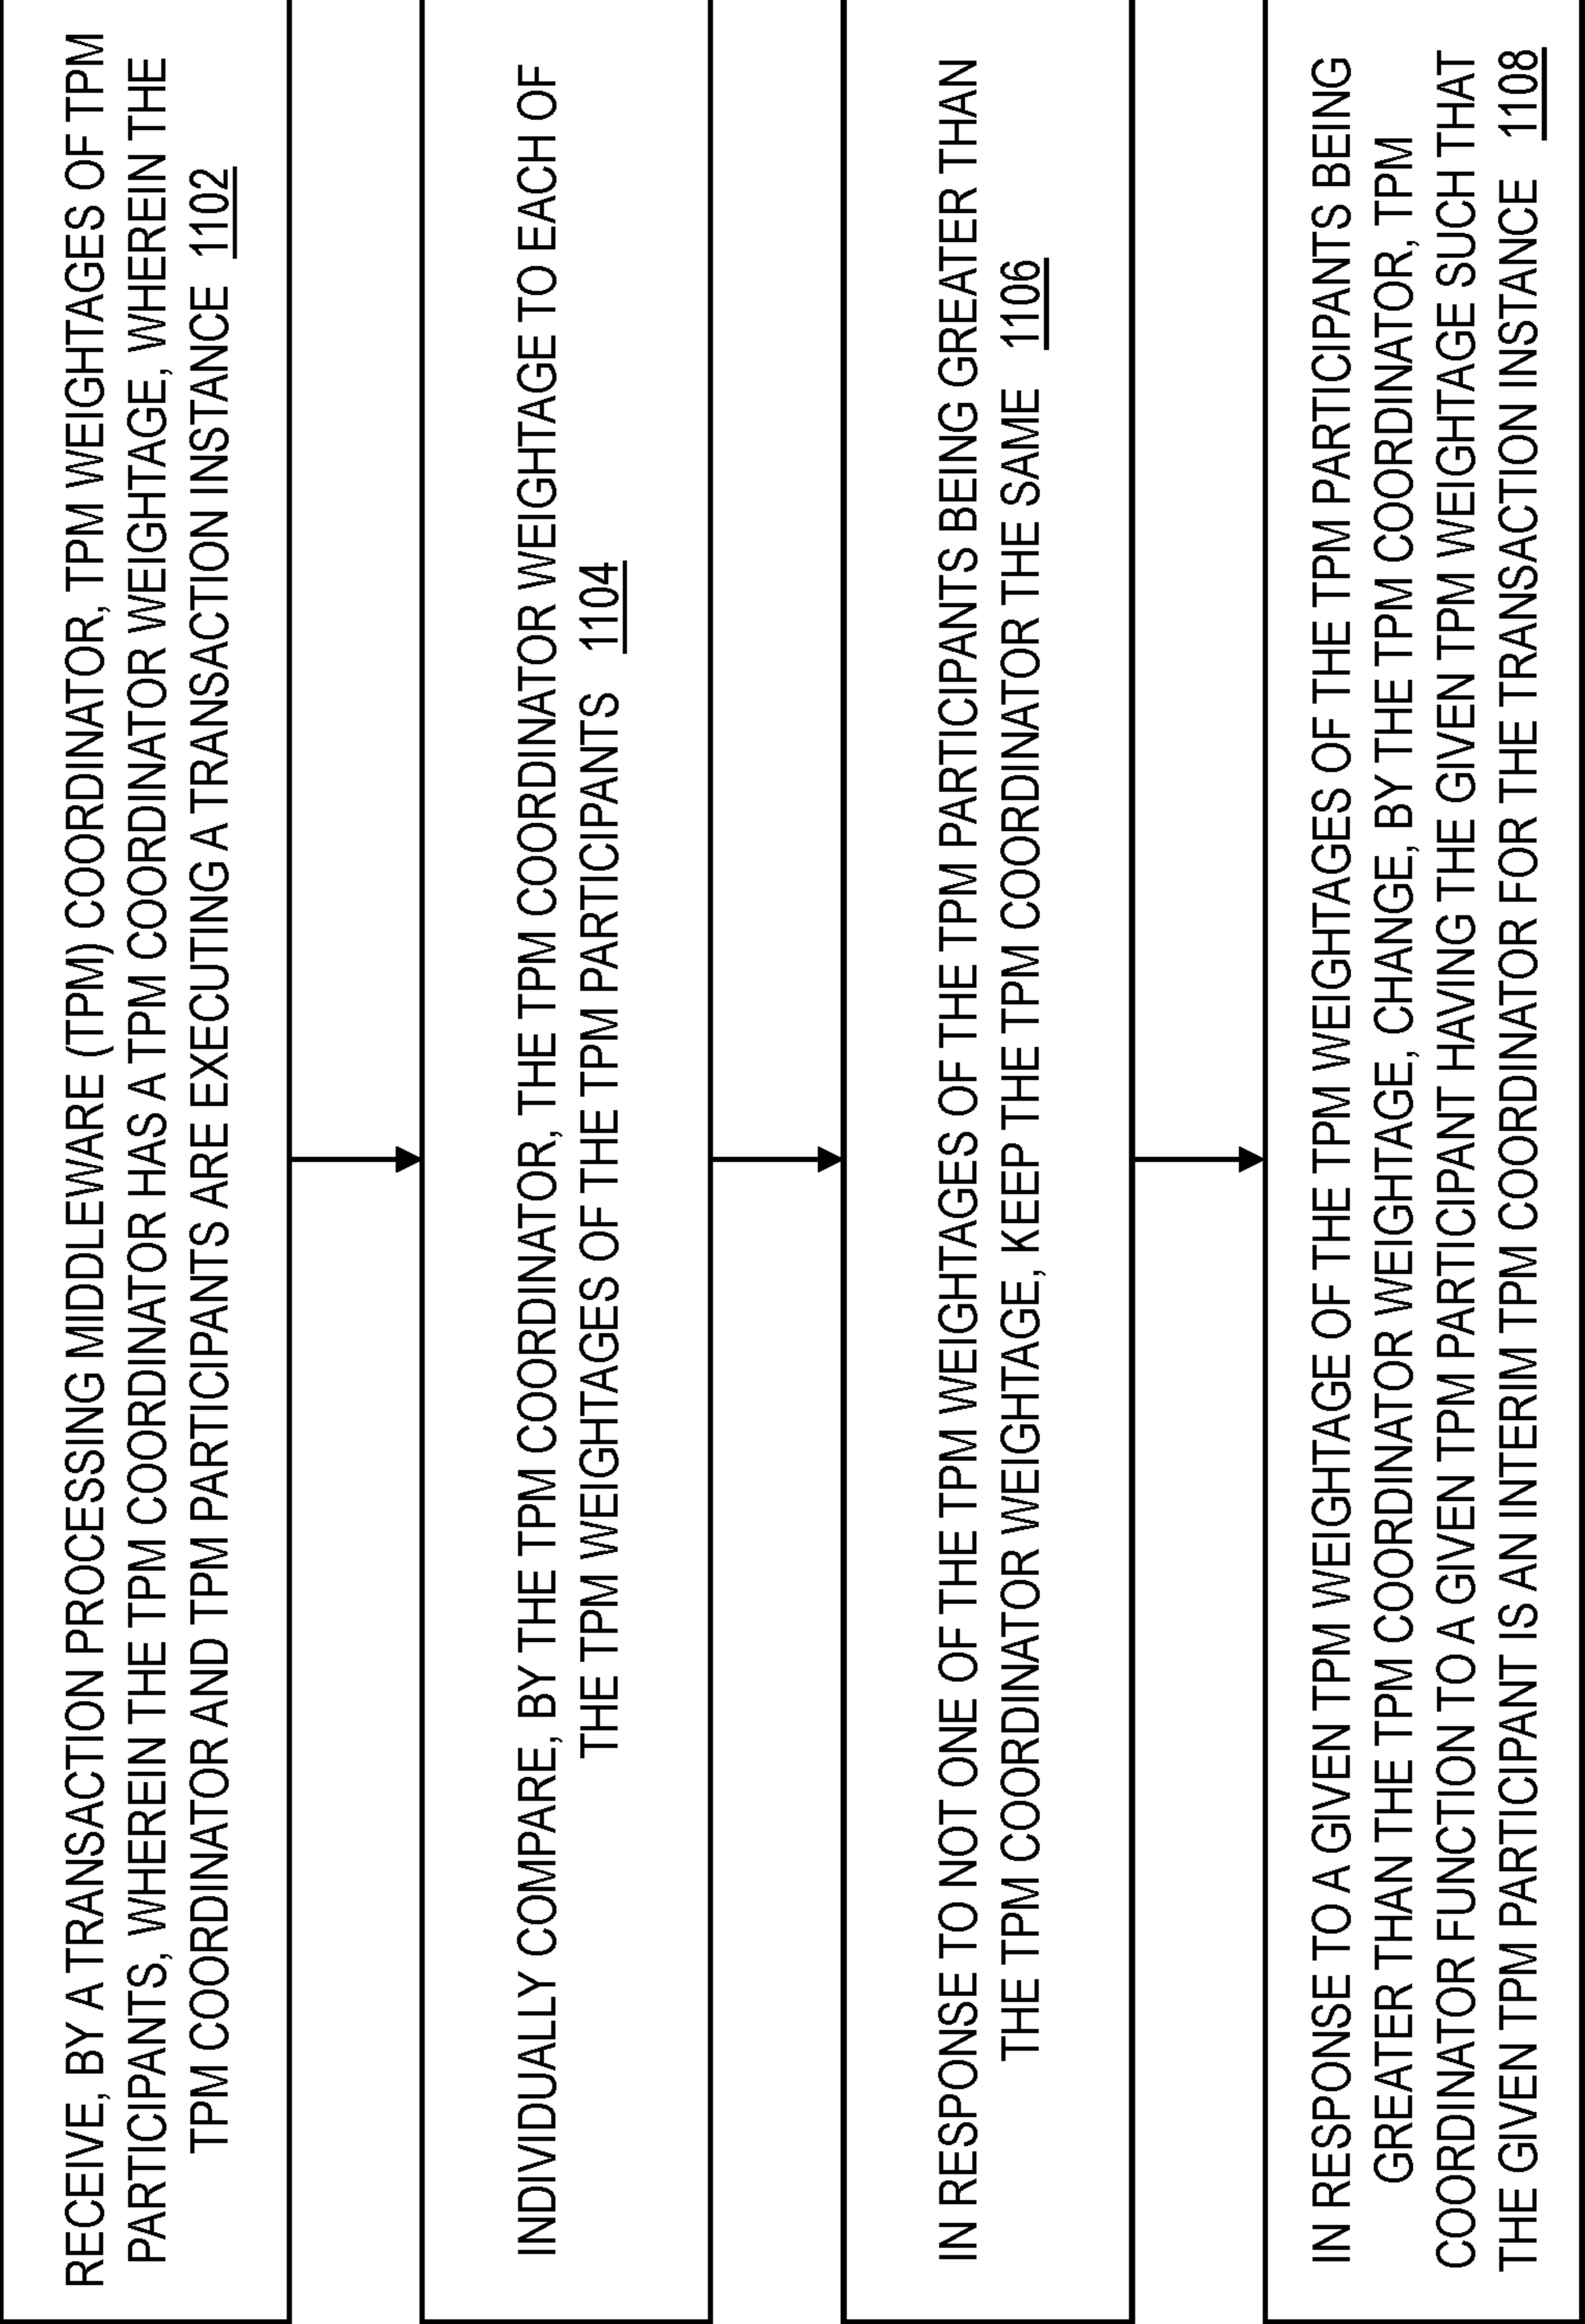 RECEIVE, BY A TRANSACTION PROCESSING MIDDLEWARE (TPM) COORDINATOR, TPM WEIGHTAGES OF TPM
PARTICIPANTS, WHEREIN THE TPM COORDINATOR HAS A TPM COORDINATOR WEIGHTAGE, WHEREIN THE
TPM COORDINATOR AND TPM PARTICIPANTS ARE EXECUTING A TRANSACTION INSTANCE 1102
INDIVIDUALLY COMPARE, BY THE TPM COORDINATOR, THE TPM COORDINATOR WEIGHTAGE TO EACH OF
THE TPM WEIGHTAGES OF THE TPM PARTICIPANTS 1104
IN RESPONSE TO NOT ONE OF THE TPM WEIGHTAGES OF THE TPM PARTICIPANTS BEING GREATER THAN
THE TPM COORDINATOR WEIGHTAGE, KEEP THE TPM COORDINATOR THE SAME 1106
IN RESPONSE TO A GIVEN TPM WEIGHTAGE OF THE TPM WEIGHTAGES OF THE TPM PARTICIPANTS BEING
GREATER THAN THE TPM COORDINATOR WEIGHTAGE, CHANGE, BY THE TPM COORDINATOR, TPM
COORDINATOR FUNCTION TO A GIVEN TPM PARTICIPANT HAVING THE GIVEN TPM WEIGHTAGE SUCH THAT
THE GIVEN TPM PARTICIPANT IS AN INTERIM TPM COORDINATOR FOR THE TRANSACTION INSTANCE 1108